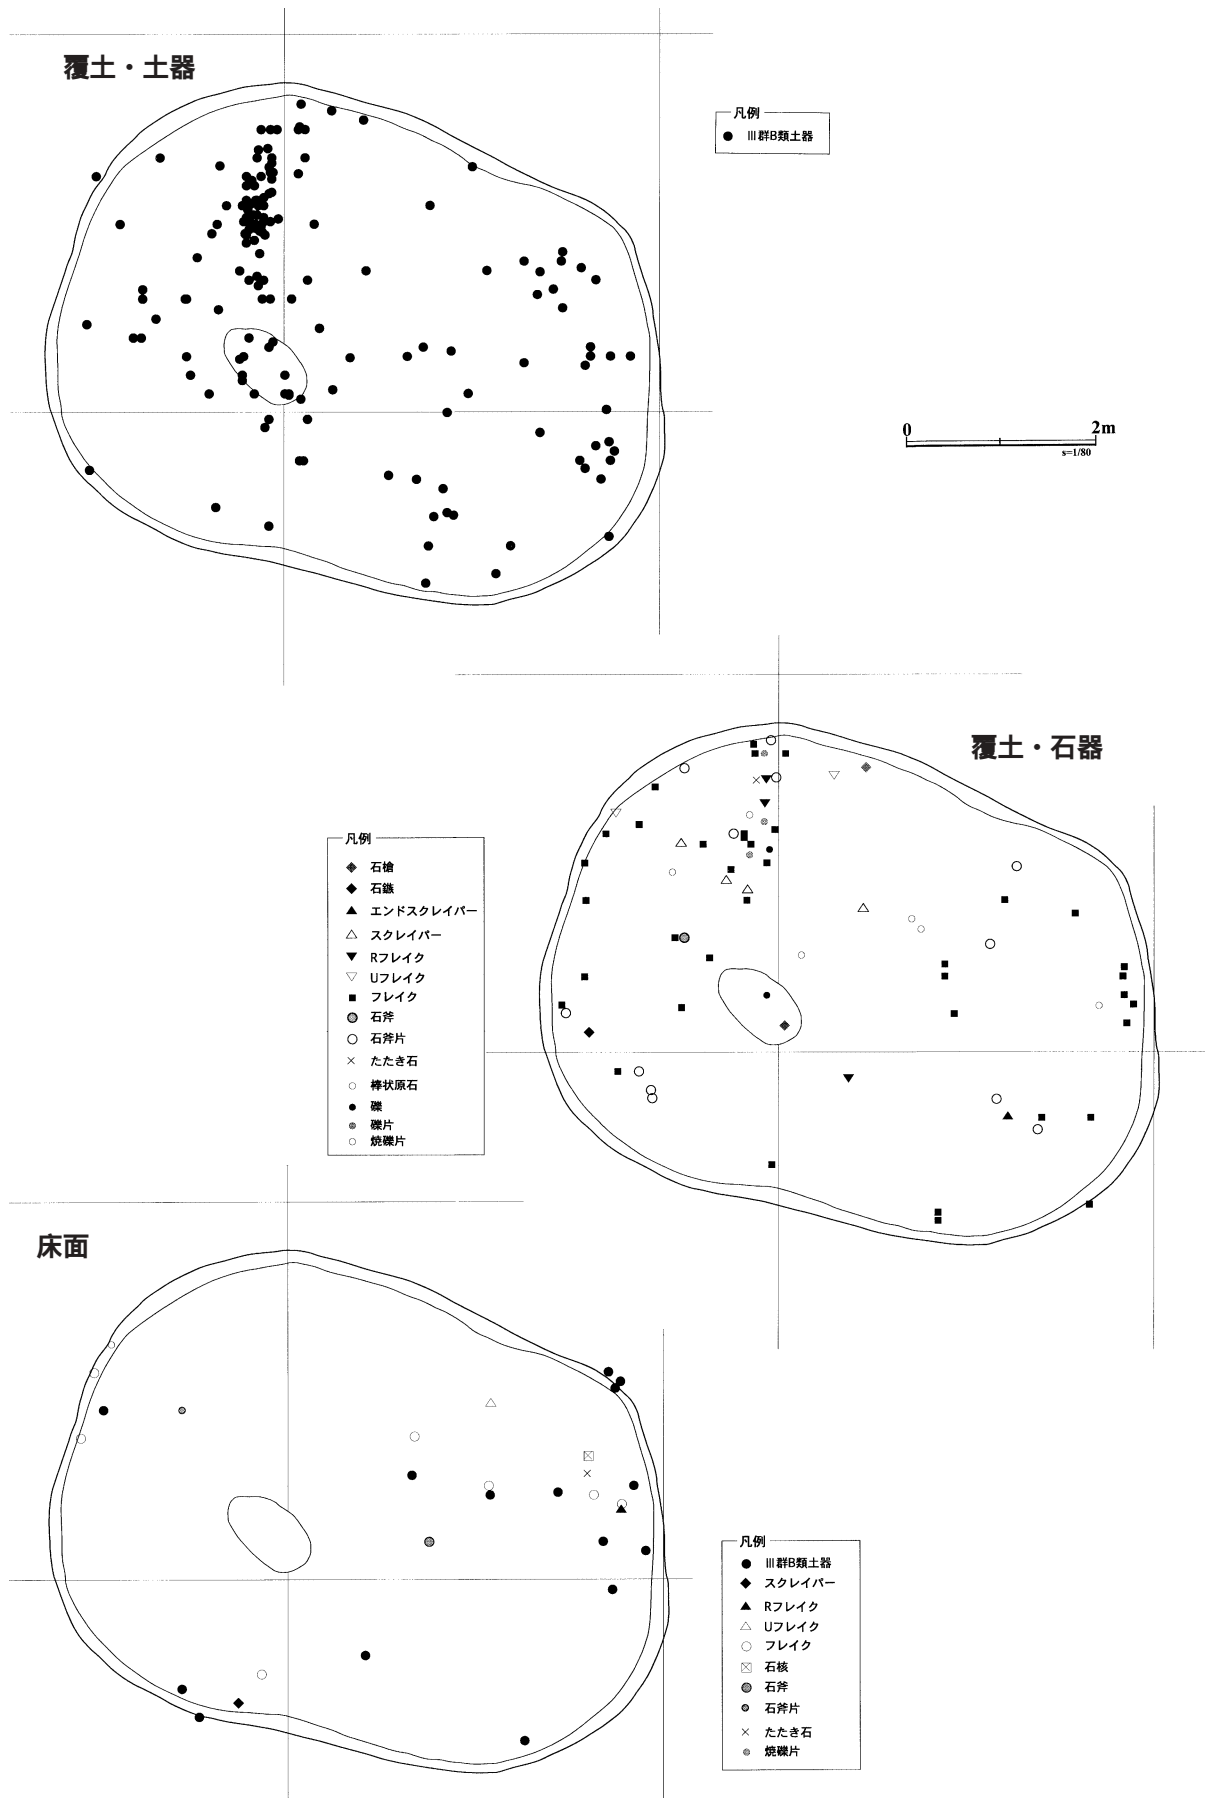 覆土・土器
凡例
Ⅲ群B類土器
0 2m
s=1/80
覆土・石器
凡例
石槍
石鏃
エンドスクレイパー
スクレイパー
Rフレイク
Uフレイク
フレイク
石斧
石斧片
たたき石
棒状原石
礫
礫片
焼礫片
床面
凡例
Ⅲ群B類土器
スクレイパー
Rフレイク
Uフレイク
フレイク
石核
石斧
石斧片
たたき石
焼礫片